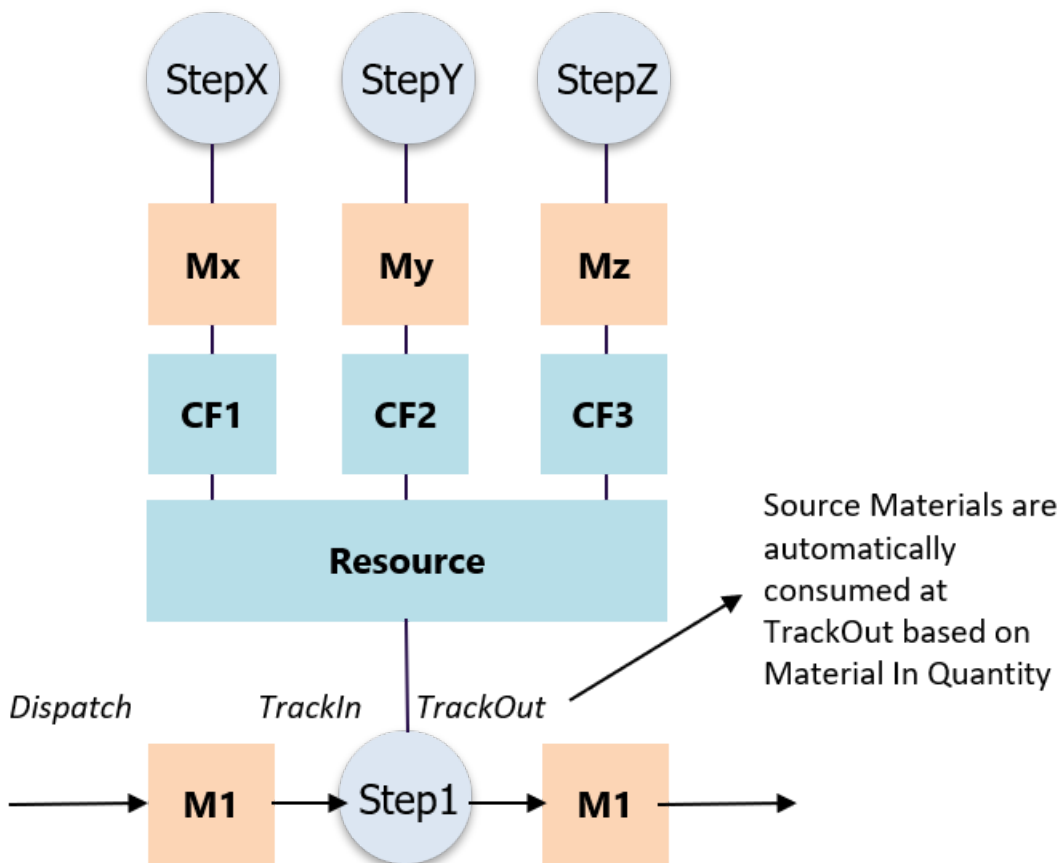 StepX
StepY
StepZ
Mx
My
Mz
CF1
CF2
CF3
Resource
Source Materials are
automatically
consumed at
TrackOut based on
Material In Quantity
Dispatch
TrackIn
TrackOut
M1
Step1
M1